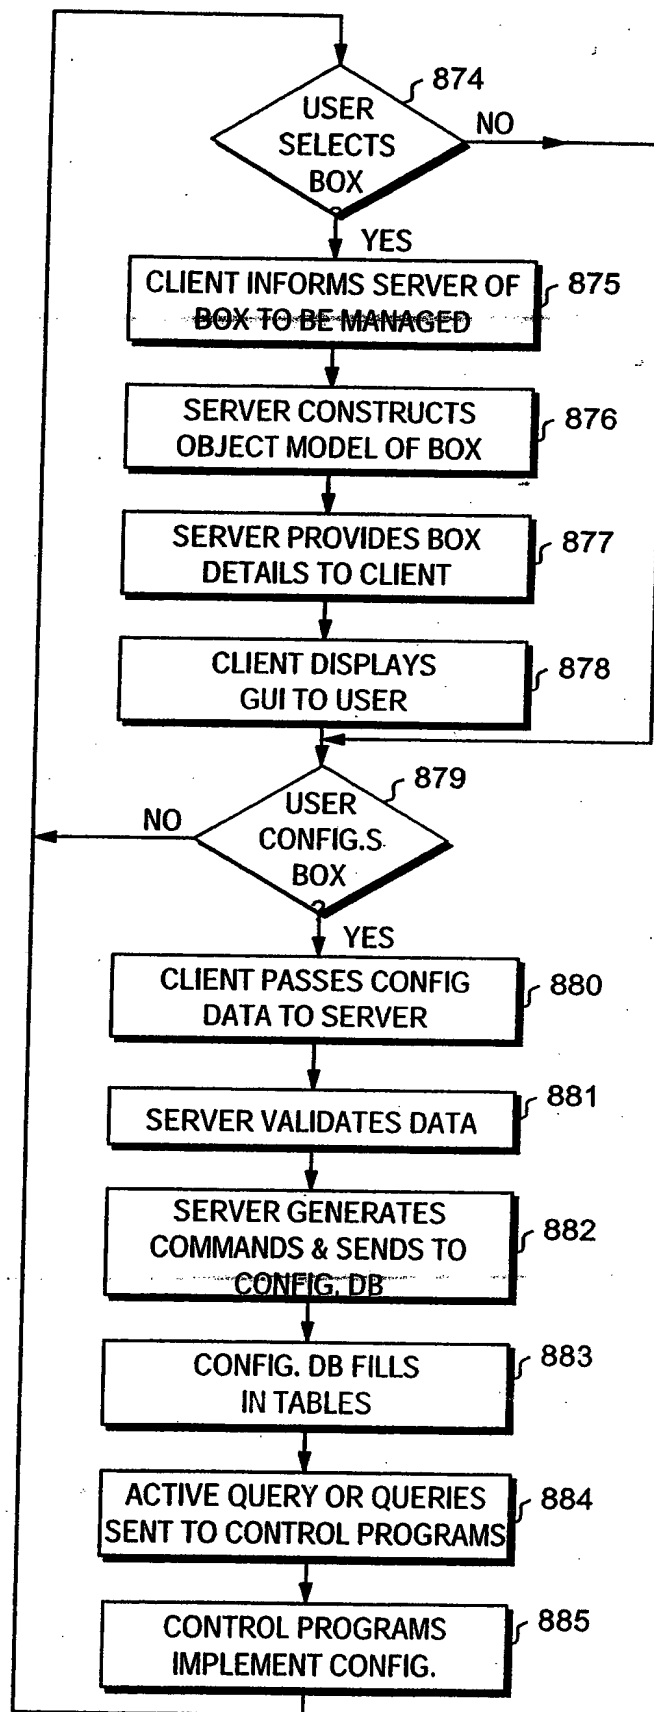 874
USER
SELECTS
BOX
?
NO
YES
CLIENT INFORMS SERVER OF
BOX TO BE MANAGED
875
SERVER CONSTRUCTS
OBJECT MODEL OF BOX
876
SERVER PROVIDES BOX
DETAILS TO CLIENT
877
CLIENT DISPLAYS
GUI TO USER
878
879
USER
CONFIG.S
BOX
?
NO
YES
CLIENT PASSES CONFIG
DATA TO SERVER
880
SERVER VALIDATES DATA
881
SERVER GENERATES
COMMANDS & SENDS TO
CONFIG. DB
882
CONFIG. DB FILLS
IN TABLES
883
ACTIVE QUERY OR QUERIES
SENT TO CONTROL PROGRAMS
884
CONTROL PROGRAMS
IMPLEMENT CONFIG.
885